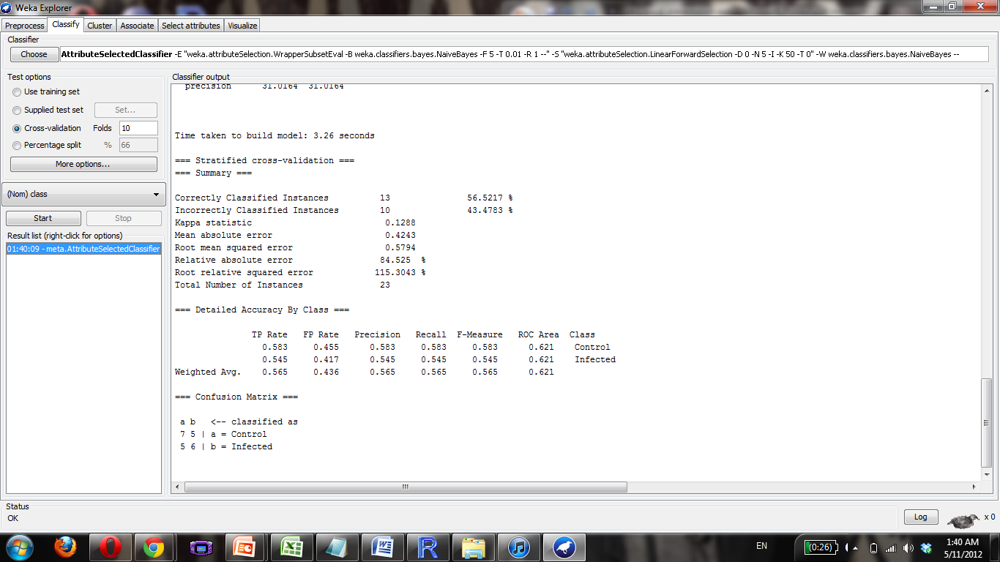 Weka Explorer
Preprocess Classify Cluster Associate Select attributes Visualize
Classifier
Choose AttributeSelectedClassifier -E "weka.attributeSelection.WrapperSubsetEval -B weka.classifiers.bayes.NaiveBayes -F 5 -T 0.01 -R 1 --" -S "weka.attributeSelection.LinearForwardSelection -D 0 -N 5 -I -K 50 -T 0" -W weka.classifiers.bayes.NaiveBayes --
Test options
Use training set
Supplied test set Set...
Cross-validation Folds 10
Percentage split % 66
More options...
(Nom) class
Start Stop
Result list (right-click for options)
01:40:09 - meta.AttributeSelectedClassifier
Classifier output
precision 31.0164 31.0164
Time taken to build model: 3.26 seconds
=== Stratified cross-validation ===
=== Summary ===
Correctly Classified Instances 13 56.5217 %
Incorrectly Classified Instances 10 43.4783 %
Kappa statistic 0.1288
Mean absolute error 0.4243
Root mean squared error 0.5794
Relative absolute error 84.525 %
Root relative squared error 115.3043 %
Total Number of Instances 23
=== Detailed Accuracy By Class ===
TP Rate FP Rate Precision Recall F-Measure ROC Area Class
0.583 0.455 0.583 0.583 0.583 0.621 Control
0.545 0.417 0.545 0.545 0.545 0.621 Infected
Weighted Avg. 0.565 0.436 0.565 0.565 0.565 0.621
=== Confusion Matrix ===
a b <-- classified as
7 5 | a = Control
5 6 | b = Infected
Status
OK
Log x 0
EN (0:26) 1:40 AM
5/11/2012